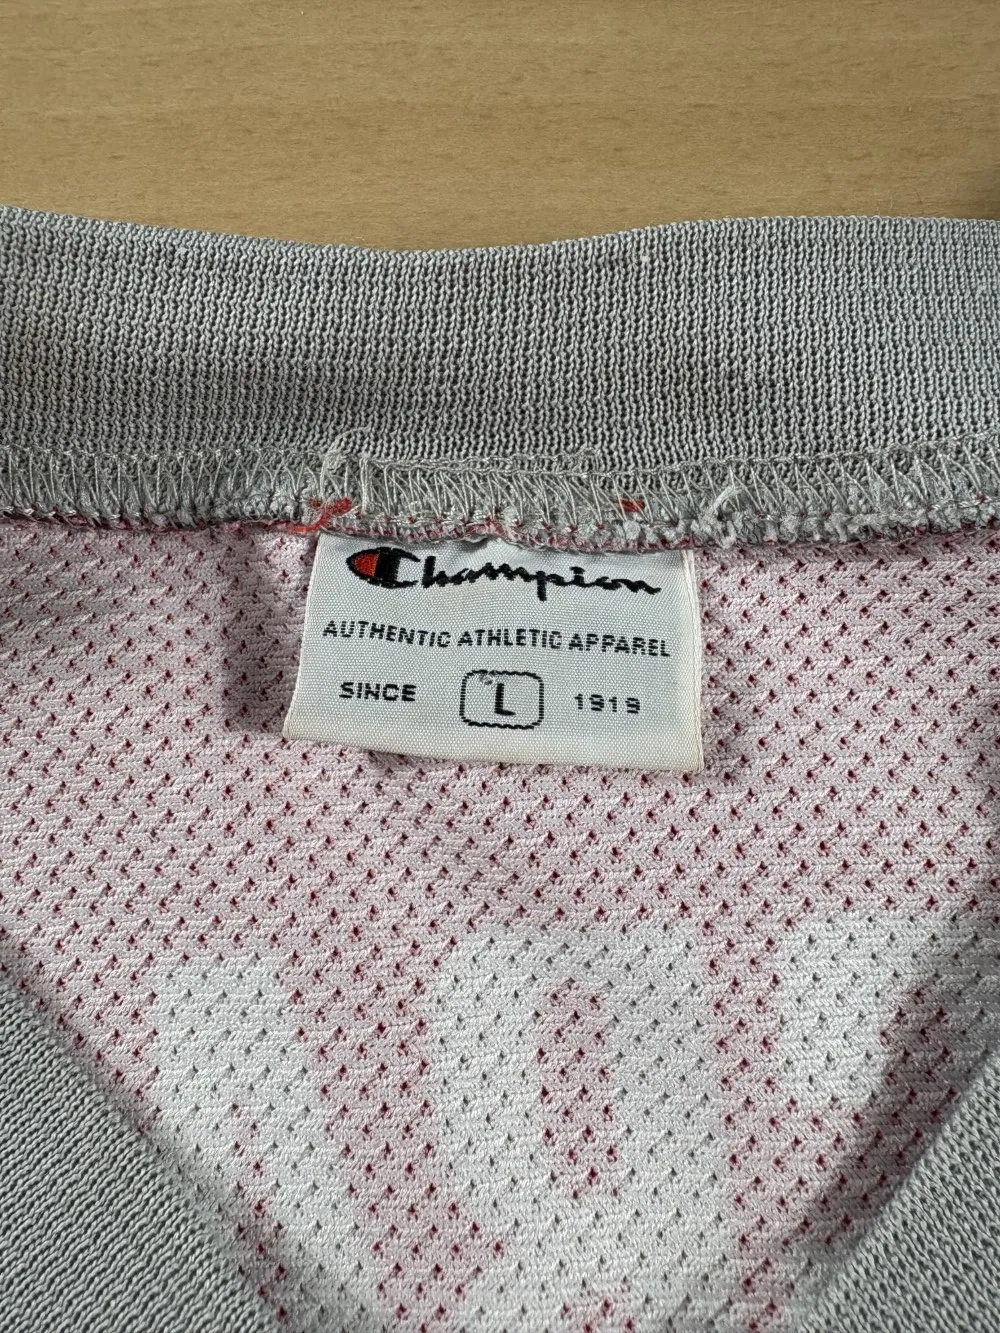 Champion
AUTHENTIC ATHLETIC APPAREL
SINCE L 1919